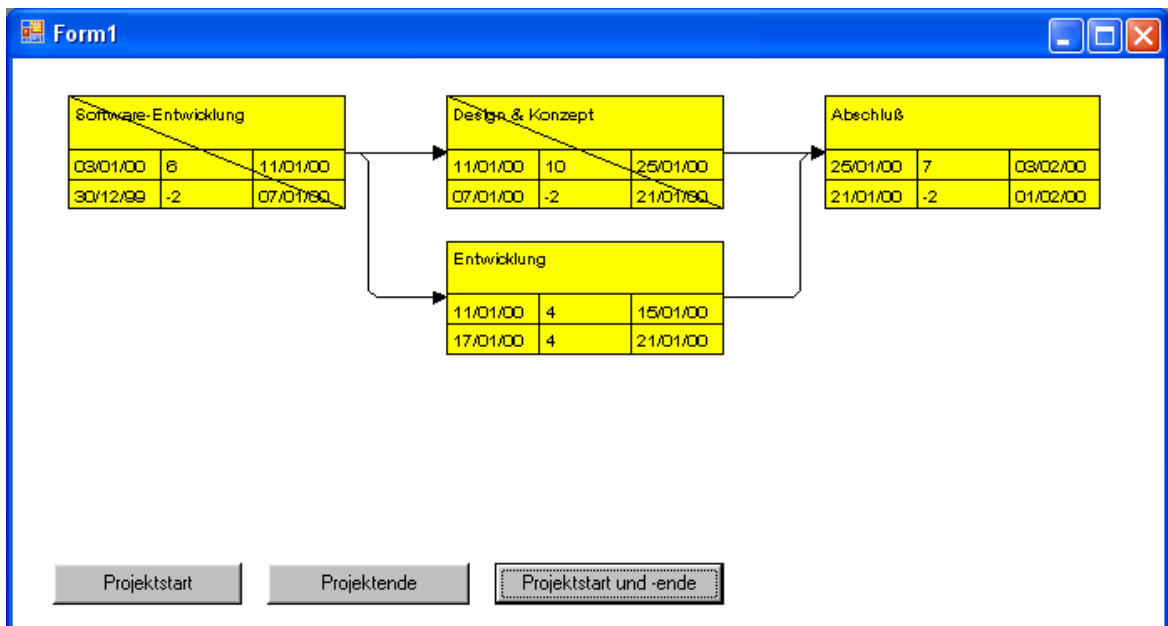 Form1
Software-Entwicklung
03/01/00 6 11/01/00
30/12/99 -2 07/01/00
Design & Konzept
11/01/00 10 25/01/00
07/01/00 -2 21/01/00
Abschluß
25/01/00 7 03/02/00
21/01/00 -2 01/02/00
Entwicklung
11/01/00 4 15/01/00
17/01/00 4 21/01/00
Projektstart
Projektende
Projektstart und -ende